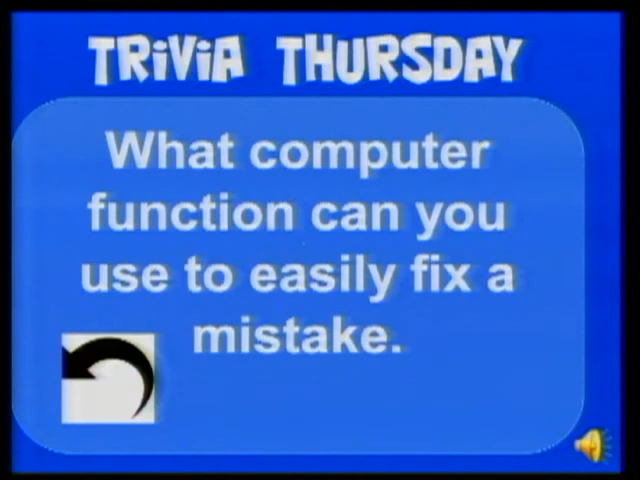 TRiViA THURSDAY
What computer
function can you
use to easily fix a
mistake.